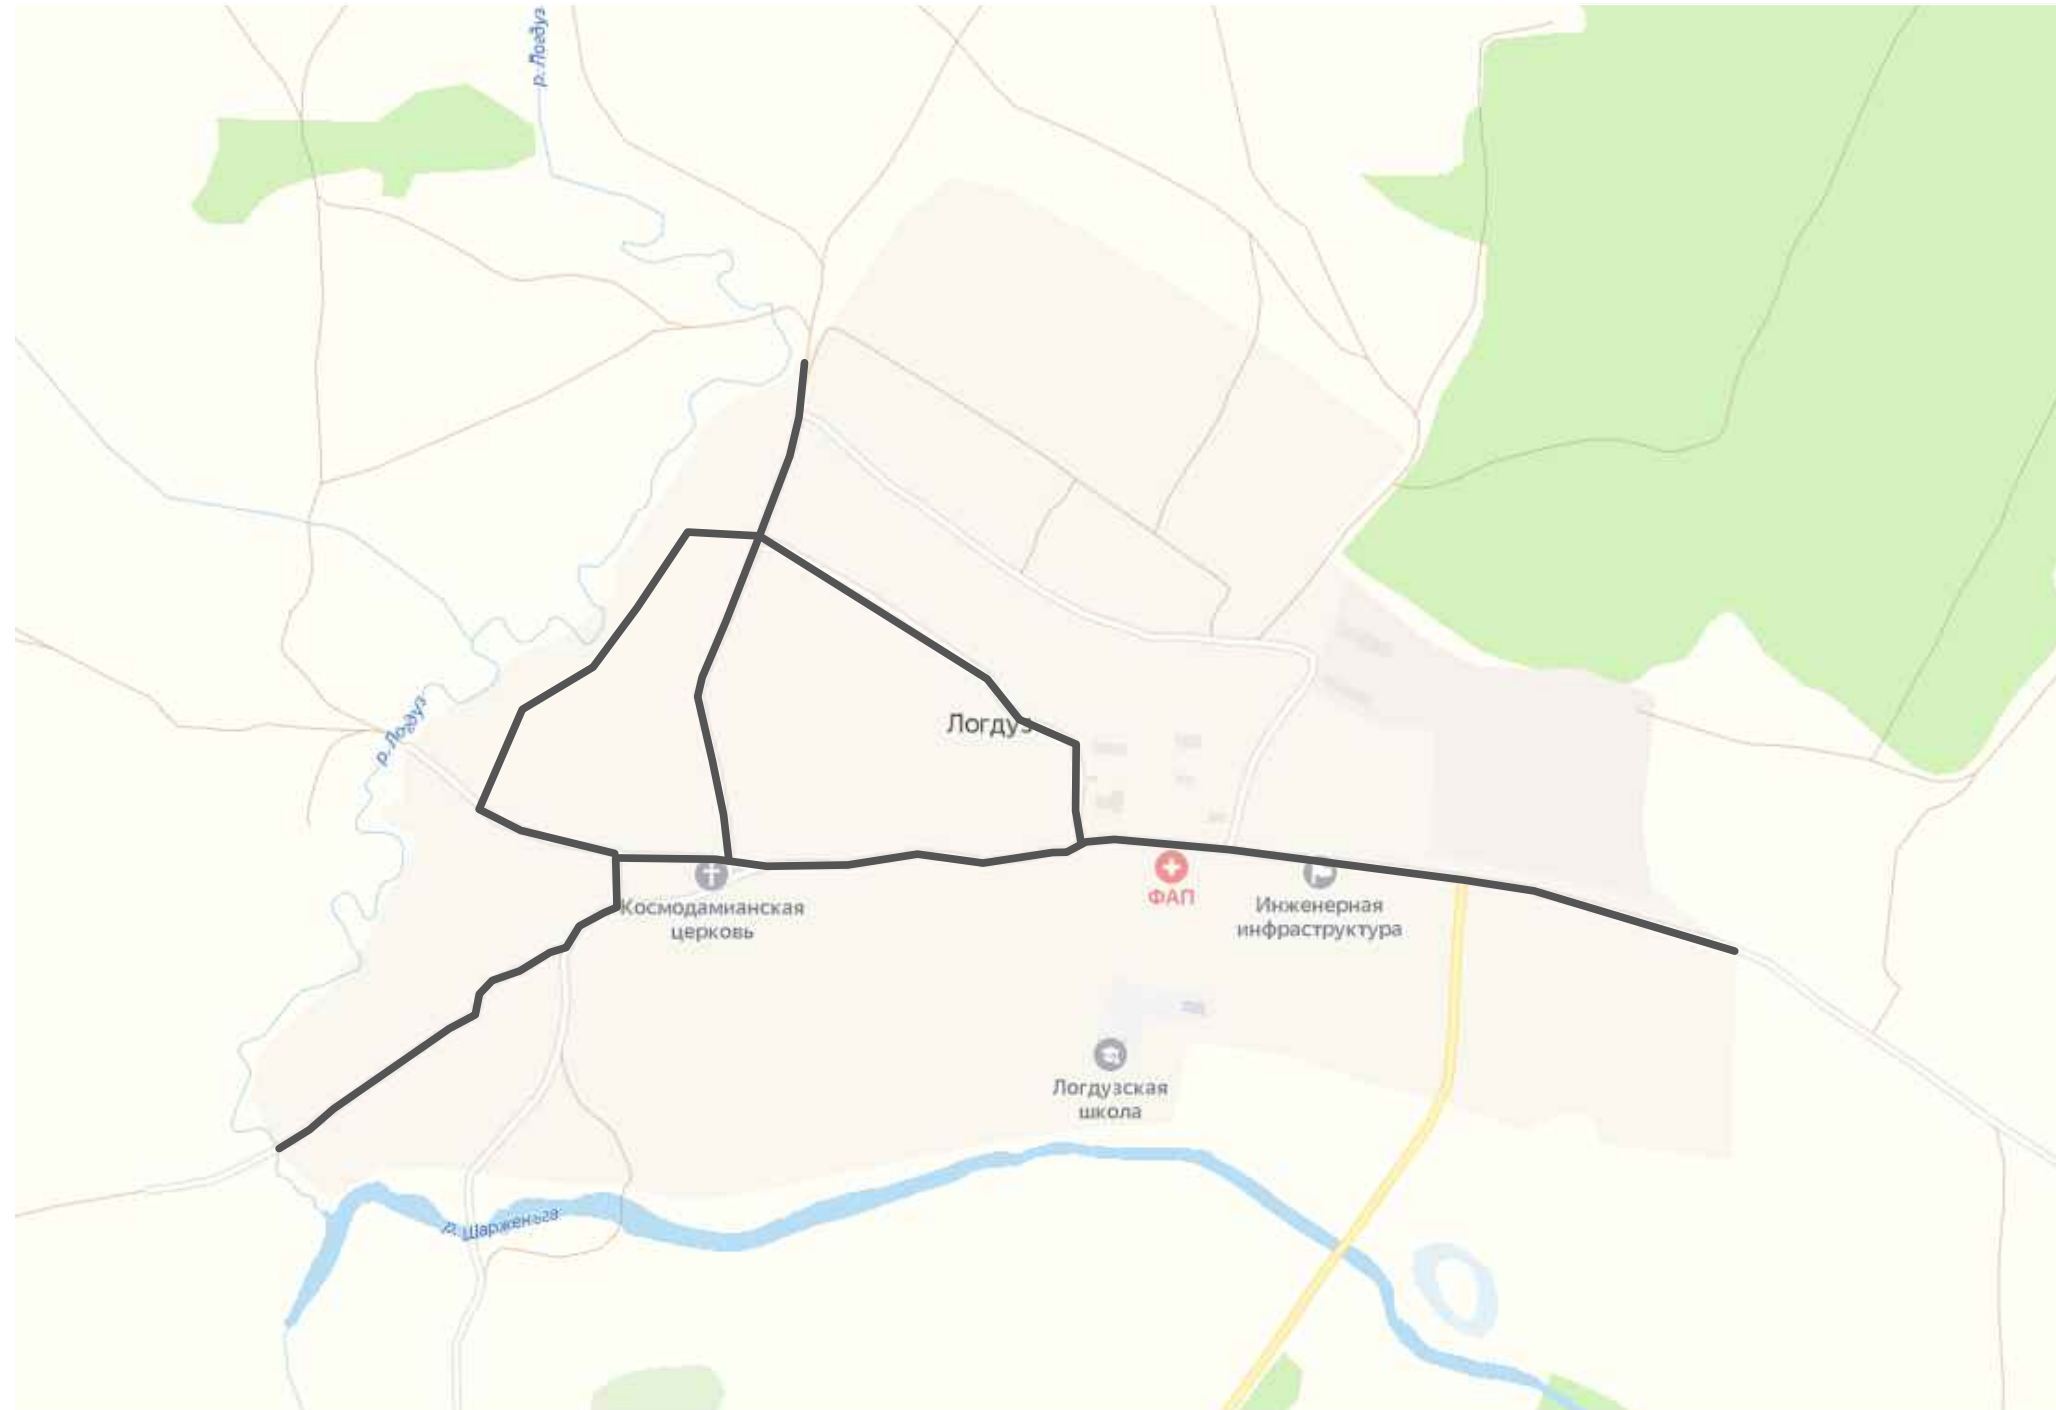 р. Логдуз
р. Логдуз
Логдуз
Космодамианская
церковь
ФАП
Инженерная
инфраструктура
Логдузская
школа
р. Шарженьга